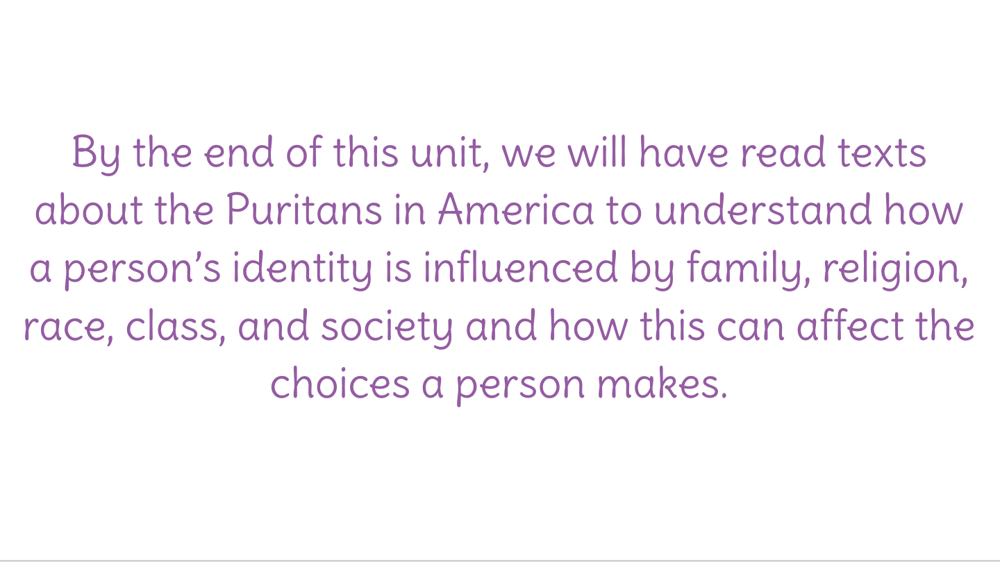 By the end of this unit, we will have read texts
about the Puritans in America to understand how
a person’s identity is influenced by family, religion,
race, class, and society and how this can affect the
choices a person makes.